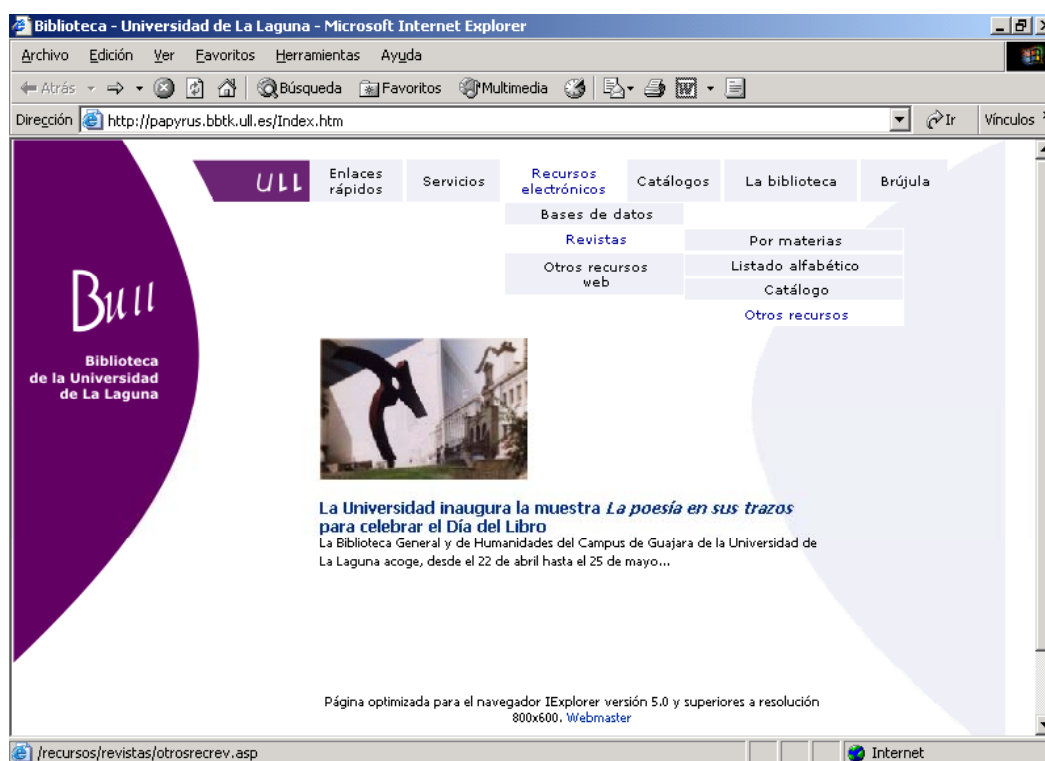 Biblioteca - Universidad de La Laguna - Microsoft Internet Explorer
Archivo Edición Ver Favoritos Herramientas Ayuda
Atrás Búsqueda Favoritos Multimedia
Dirección http://papyrus.bbtk.ull.es/Index.htm Ir Vínculos
ULL Enlaces rápidos Servicios Recursos electrónicos Catálogos La biblioteca Brújula
Bases de datos
Revistas Por materias
Otros recursos web Listado alfabético
Catálogo
Otros recursos
Bull
Biblioteca
de la Universidad
de La Laguna
La Universidad inaugura la muestra La poesía en sus trazos
para celebrar el Día del Libro
La Biblioteca General y de Humanidades del Campus de Guajara de la Universidad de
La Laguna acoge, desde el 22 de abril hasta el 25 de mayo...
Página optimizada para el navegador IExplorer versión 5.0 y superiores a resolución
800x600. Webmaster
/recursos/revistas/otrosrecrev.asp Internet